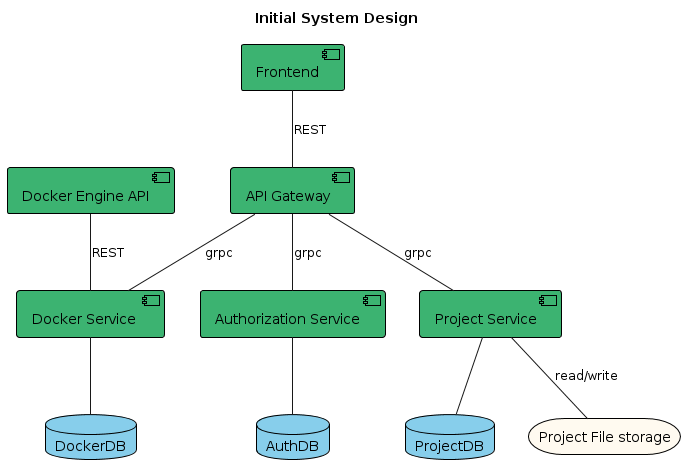 Initial System Design
Frontend
REST
Docker Engine API
API Gateway
REST
grpc
grpc
grpc
Docker Service
Authorization Service
Project Service
read/write
DockerDB
AuthDB
ProjectDB
Project File storage